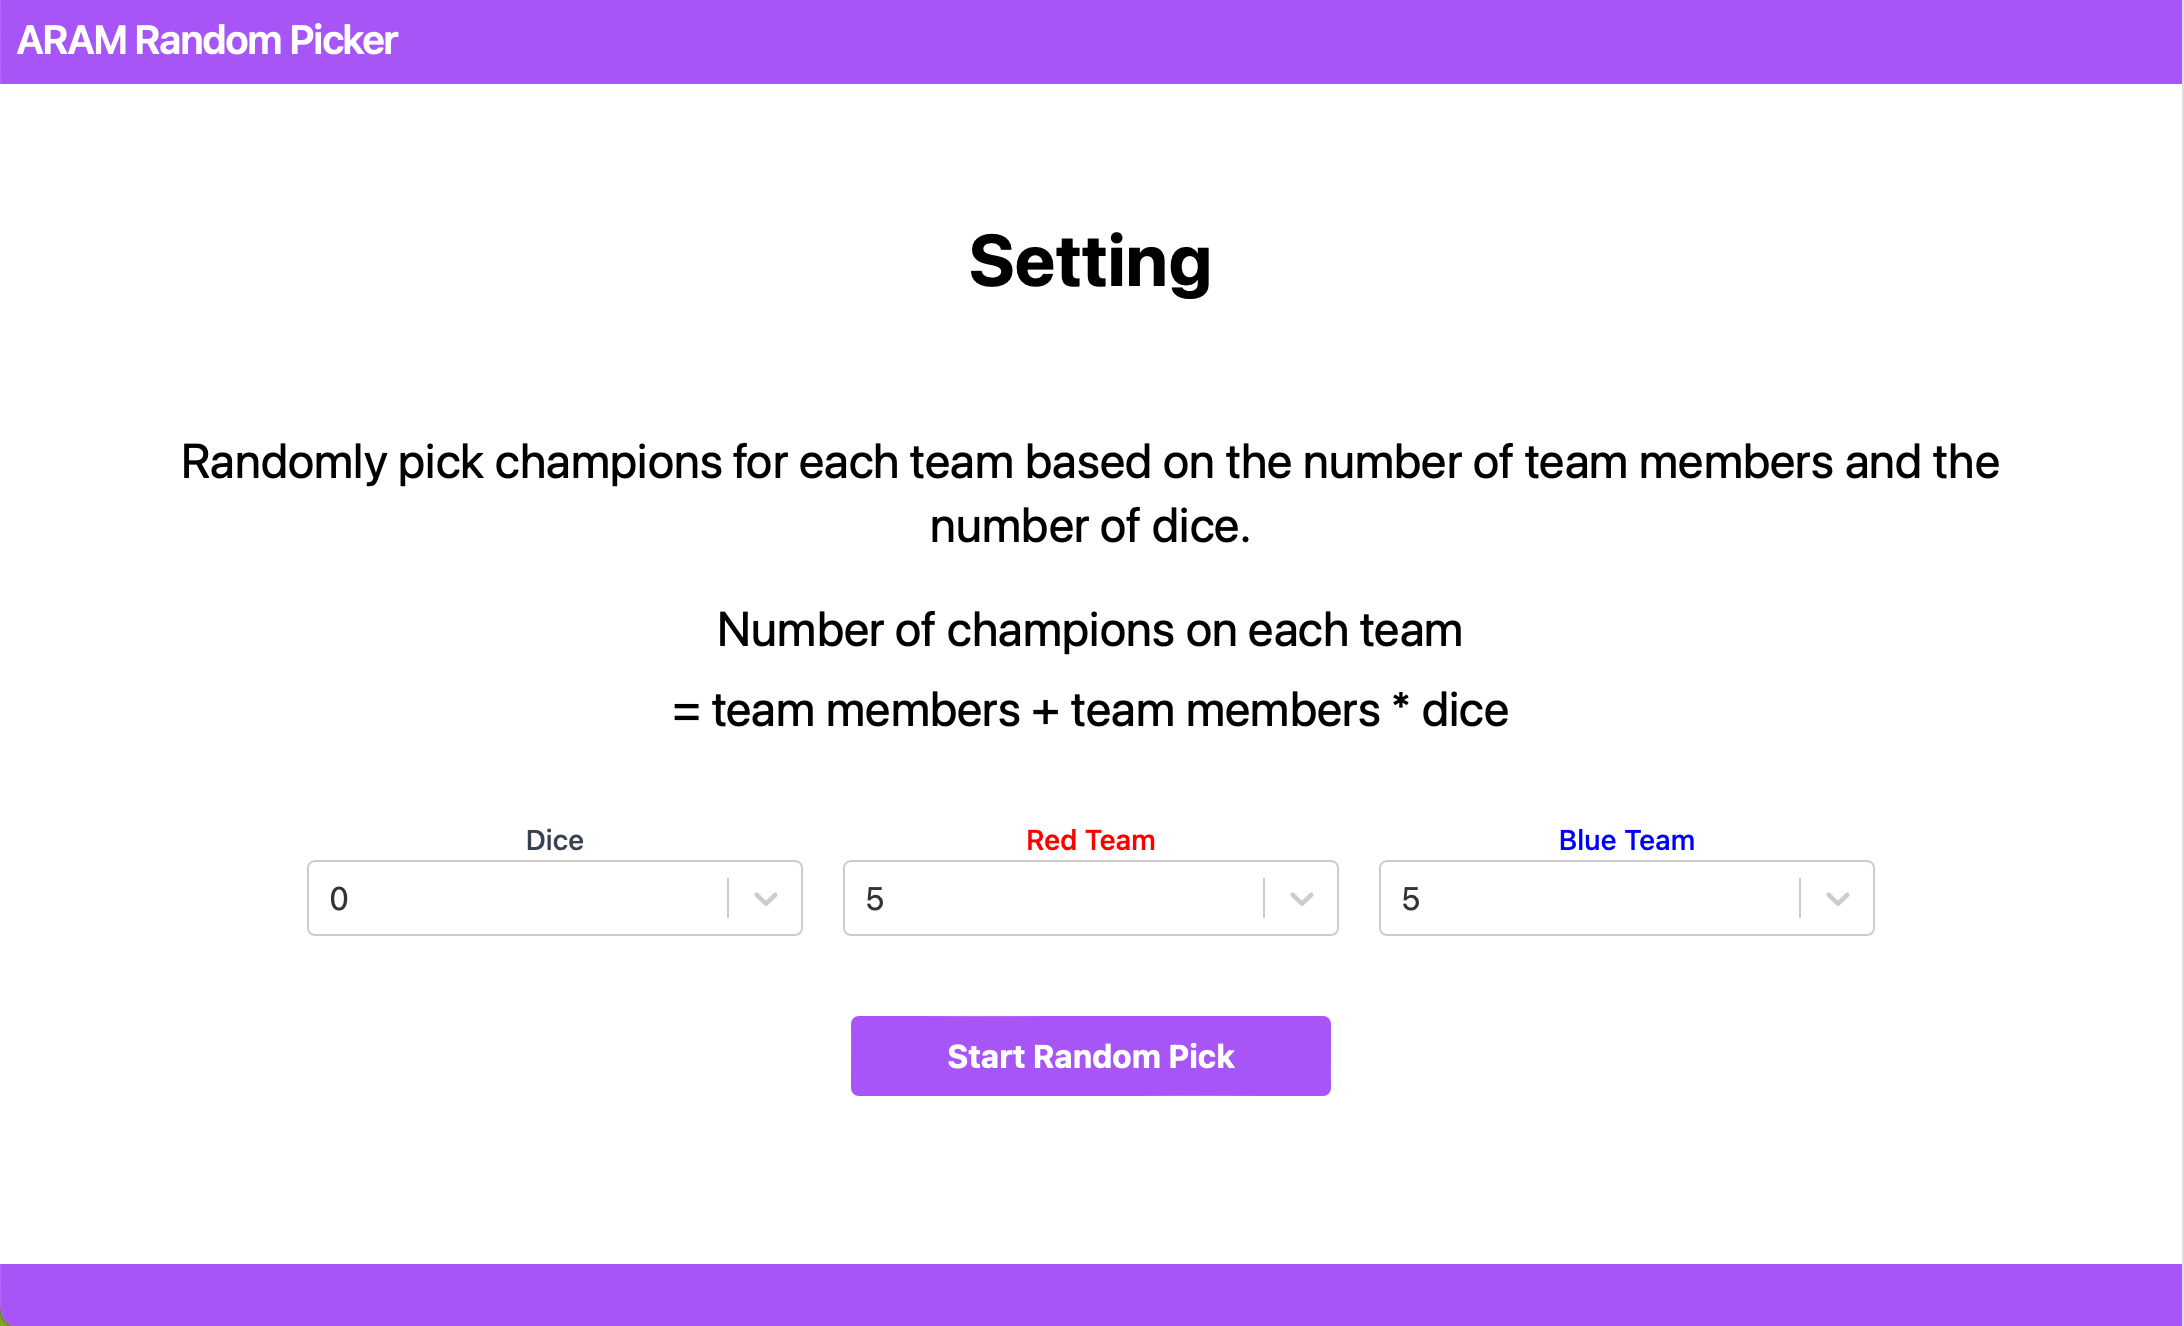 ARAM Random Picker
Setting
Randomly pick champions for each team based on the number of team members and the
number of dice.
Number of champions on each team
= team members + team members * dice
Dice
Red Team
Blue Team
0
5
5
Start Random Pick